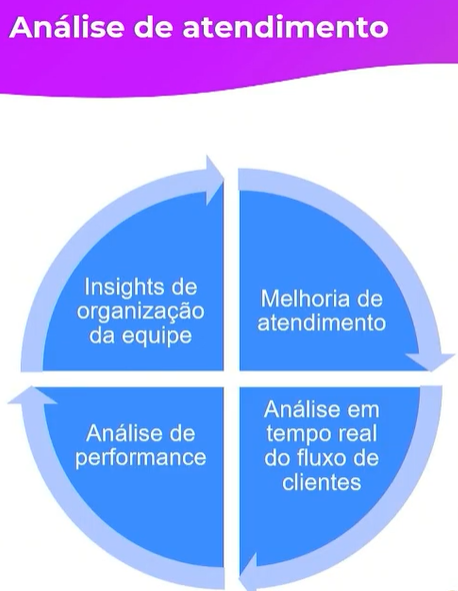 Análise de atendimento
Insights de
organização
da equipe
Melhoria de
atendimento
Análise de
performance
Análise em
tempo real
do fluxo de
clientes